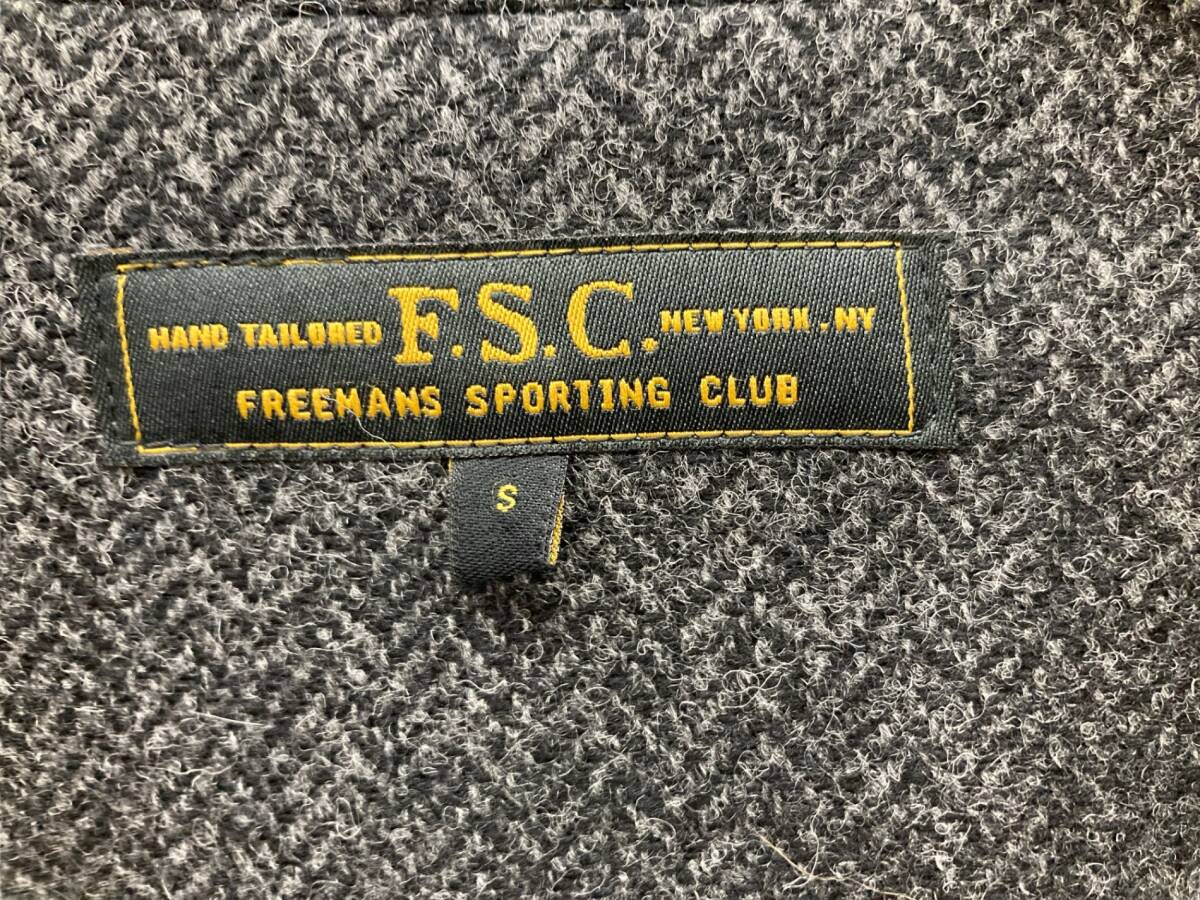 HAND TAILORED F.S.C. NEW YORK.NY
FREEMANS SPORTING CLUB
S